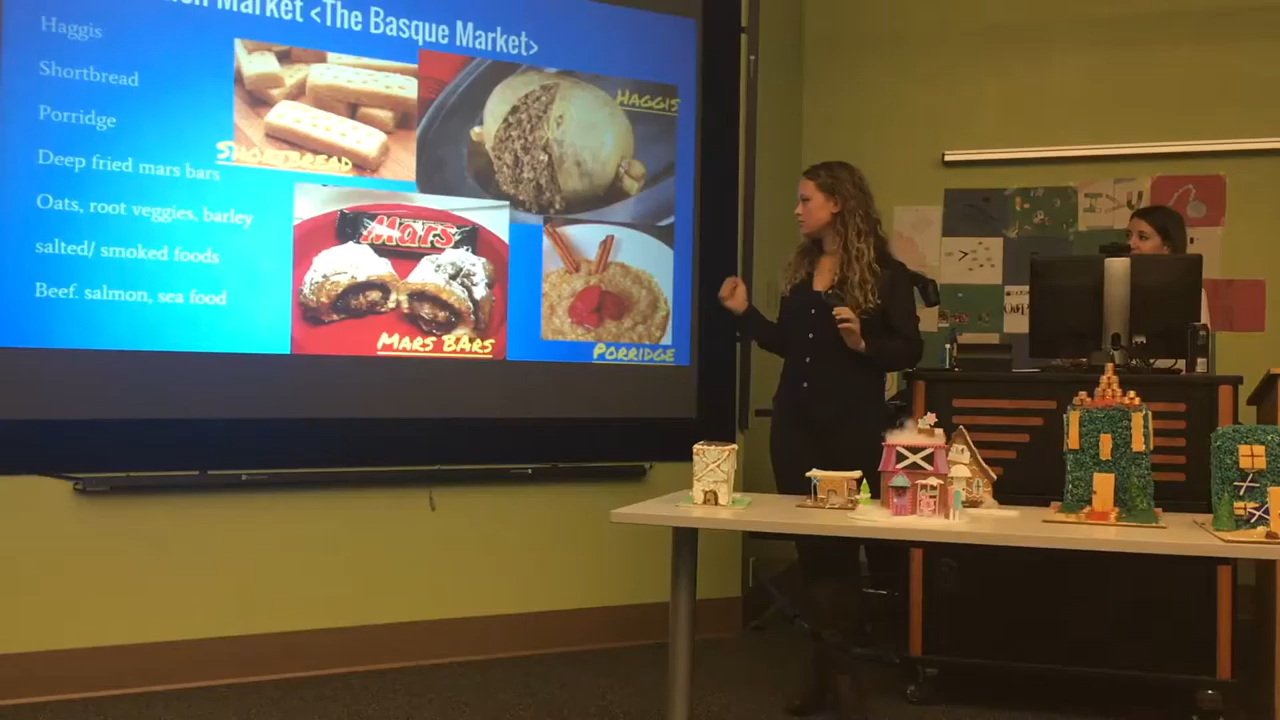 Market <The Basque Market>
Haggis
Shortbread
Porridge
Deep fried mars bars
Oats, root veggies, barley
salted/ smoked foods
Beef. salmon, sea food
SHORTBREAD
HAGGIS
Mars
MARS BARS
PORRIDGE